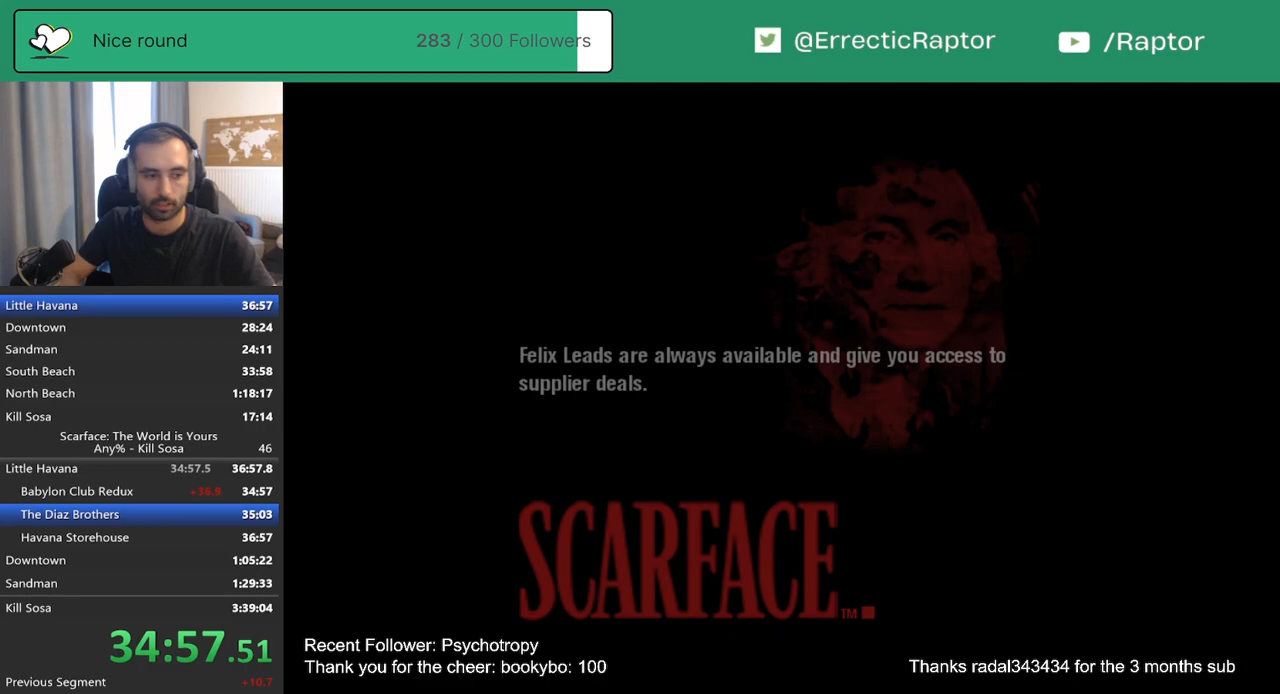 Nice round
283 / 300 Followers
@ErrecticRaptor
/Raptor
Little Havana 36:57
Downtown 28:24
Sandman 24:11
South Beach 33:58
North Beach 1:18:17
Kill Sosa 17:14
Scarface: The World is Yours
Any% - Kill Sosa 46
Little Havana 34:57.5 36:57.8
Babylon Club Redux +36.9 34:57
The Diaz Brothers 35:03
Havana Storehouse 36:57
Downtown 1:05:22
Sandman 1:29:33
Kill Sosa 3:39:04
34:57.51
Previous Segment +10.7
Felix Leads are always available and give you access to
supplier deals.
SCARFACE TM
Recent Follower: Psychotropy
Thank you for the cheer: bookybo: 100
Thanks radal343434 for the 3 months sub